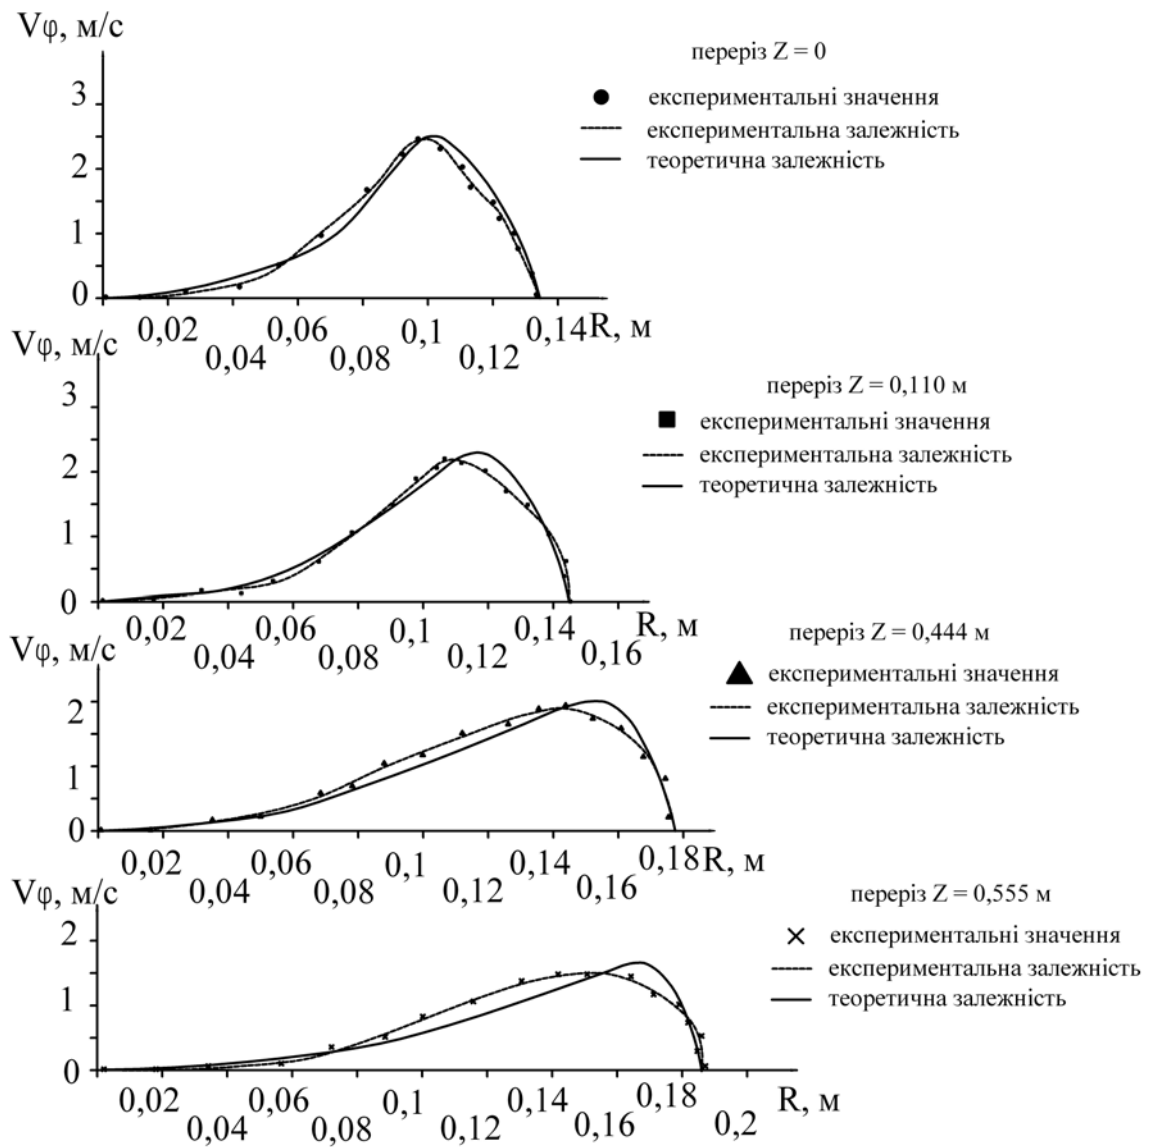 Vφ, м/с
переріз Z = 0
експериментальні значення
експериментальна залежність
теоретична залежність
3
2
1
0
0,02 0,06 0,1 0,14 R, м
0,04 0,08 0,12
Vφ, м/с
переріз Z = 0,110 м
експериментальні значення
експериментальна залежність
теоретична залежність
3
2
1
0
0,02 0,06 0,1 0,14 R, м
0,04 0,08 0,12 0,16
Vφ, м/с
переріз Z = 0,444 м
експериментальні значення
експериментальна залежність
теоретична залежність
2
1
0
0,02 0,06 0,1 0,14 0,18 R, м
0,04 0,08 0,12 0,16
Vφ, м/с
переріз Z = 0,555 м
експериментальні значення
експериментальна залежність
теоретична залежність
2
1
0
0,02 0,06 0,1 0,14 0,18 R, м
0,04 0,08 0,12 0,16 0,2